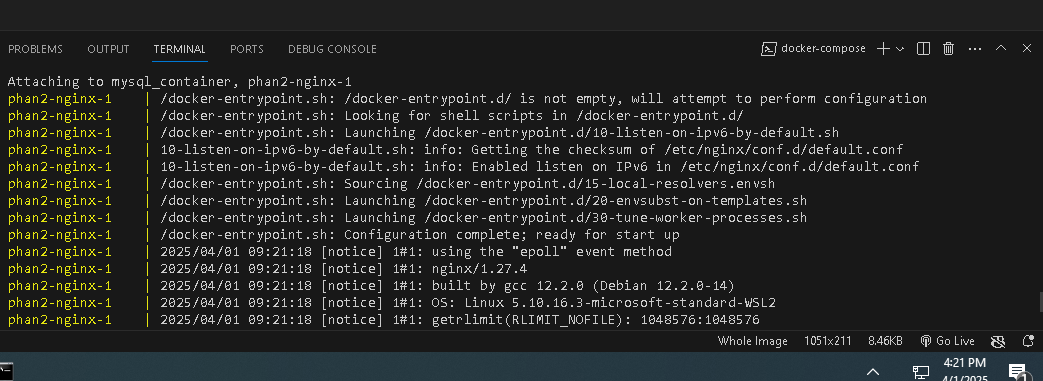 PROBLEMS OUTPUT TERMINAL PORTS DEBUG CONSOLE docker-compose
Attaching to mysql_container, phan2-nginx-1
phan2-nginx-1 | /docker-entrypoint.sh: /docker-entrypoint.d/ is not empty, will attempt to perform configuration
phan2-nginx-1 | /docker-entrypoint.sh: Looking for shell scripts in /docker-entrypoint.d/
phan2-nginx-1 | /docker-entrypoint.sh: Launching /docker-entrypoint.d/10-listen-on-ipv6-by-default.sh
phan2-nginx-1 | 10-listen-on-ipv6-by-default.sh: info: Getting the checksum of /etc/nginx/conf.d/default.conf
phan2-nginx-1 | 10-listen-on-ipv6-by-default.sh: info: Enabled listen on IPv6 in /etc/nginx/conf.d/default.conf
phan2-nginx-1 | /docker-entrypoint.sh: Sourcing /docker-entrypoint.d/15-local-resolvers.envsh
phan2-nginx-1 | /docker-entrypoint.sh: Launching /docker-entrypoint.d/20-envsubst-on-templates.sh
phan2-nginx-1 | /docker-entrypoint.sh: Launching /docker-entrypoint.d/30-tune-worker-processes.sh
phan2-nginx-1 | /docker-entrypoint.sh: Configuration complete; ready for start up
phan2-nginx-1 | 2025/04/01 09:21:18 [notice] 1#1: using the "epoll" event method
phan2-nginx-1 | 2025/04/01 09:21:18 [notice] 1#1: nginx/1.27.4
phan2-nginx-1 | 2025/04/01 09:21:18 [notice] 1#1: built by gcc 12.2.0 (Debian 12.2.0-14)
phan2-nginx-1 | 2025/04/01 09:21:18 [notice] 1#1: OS: Linux 5.10.16.3-microsoft-standard-WSL2
phan2-nginx-1 | 2025/04/01 09:21:18 [notice] 1#1: getrlimit(RLIMIT_NOFILE): 1048576:1048576
Whole Image 1051x211 8.46KB Go Live
4:21 PM
4/1/2025 1